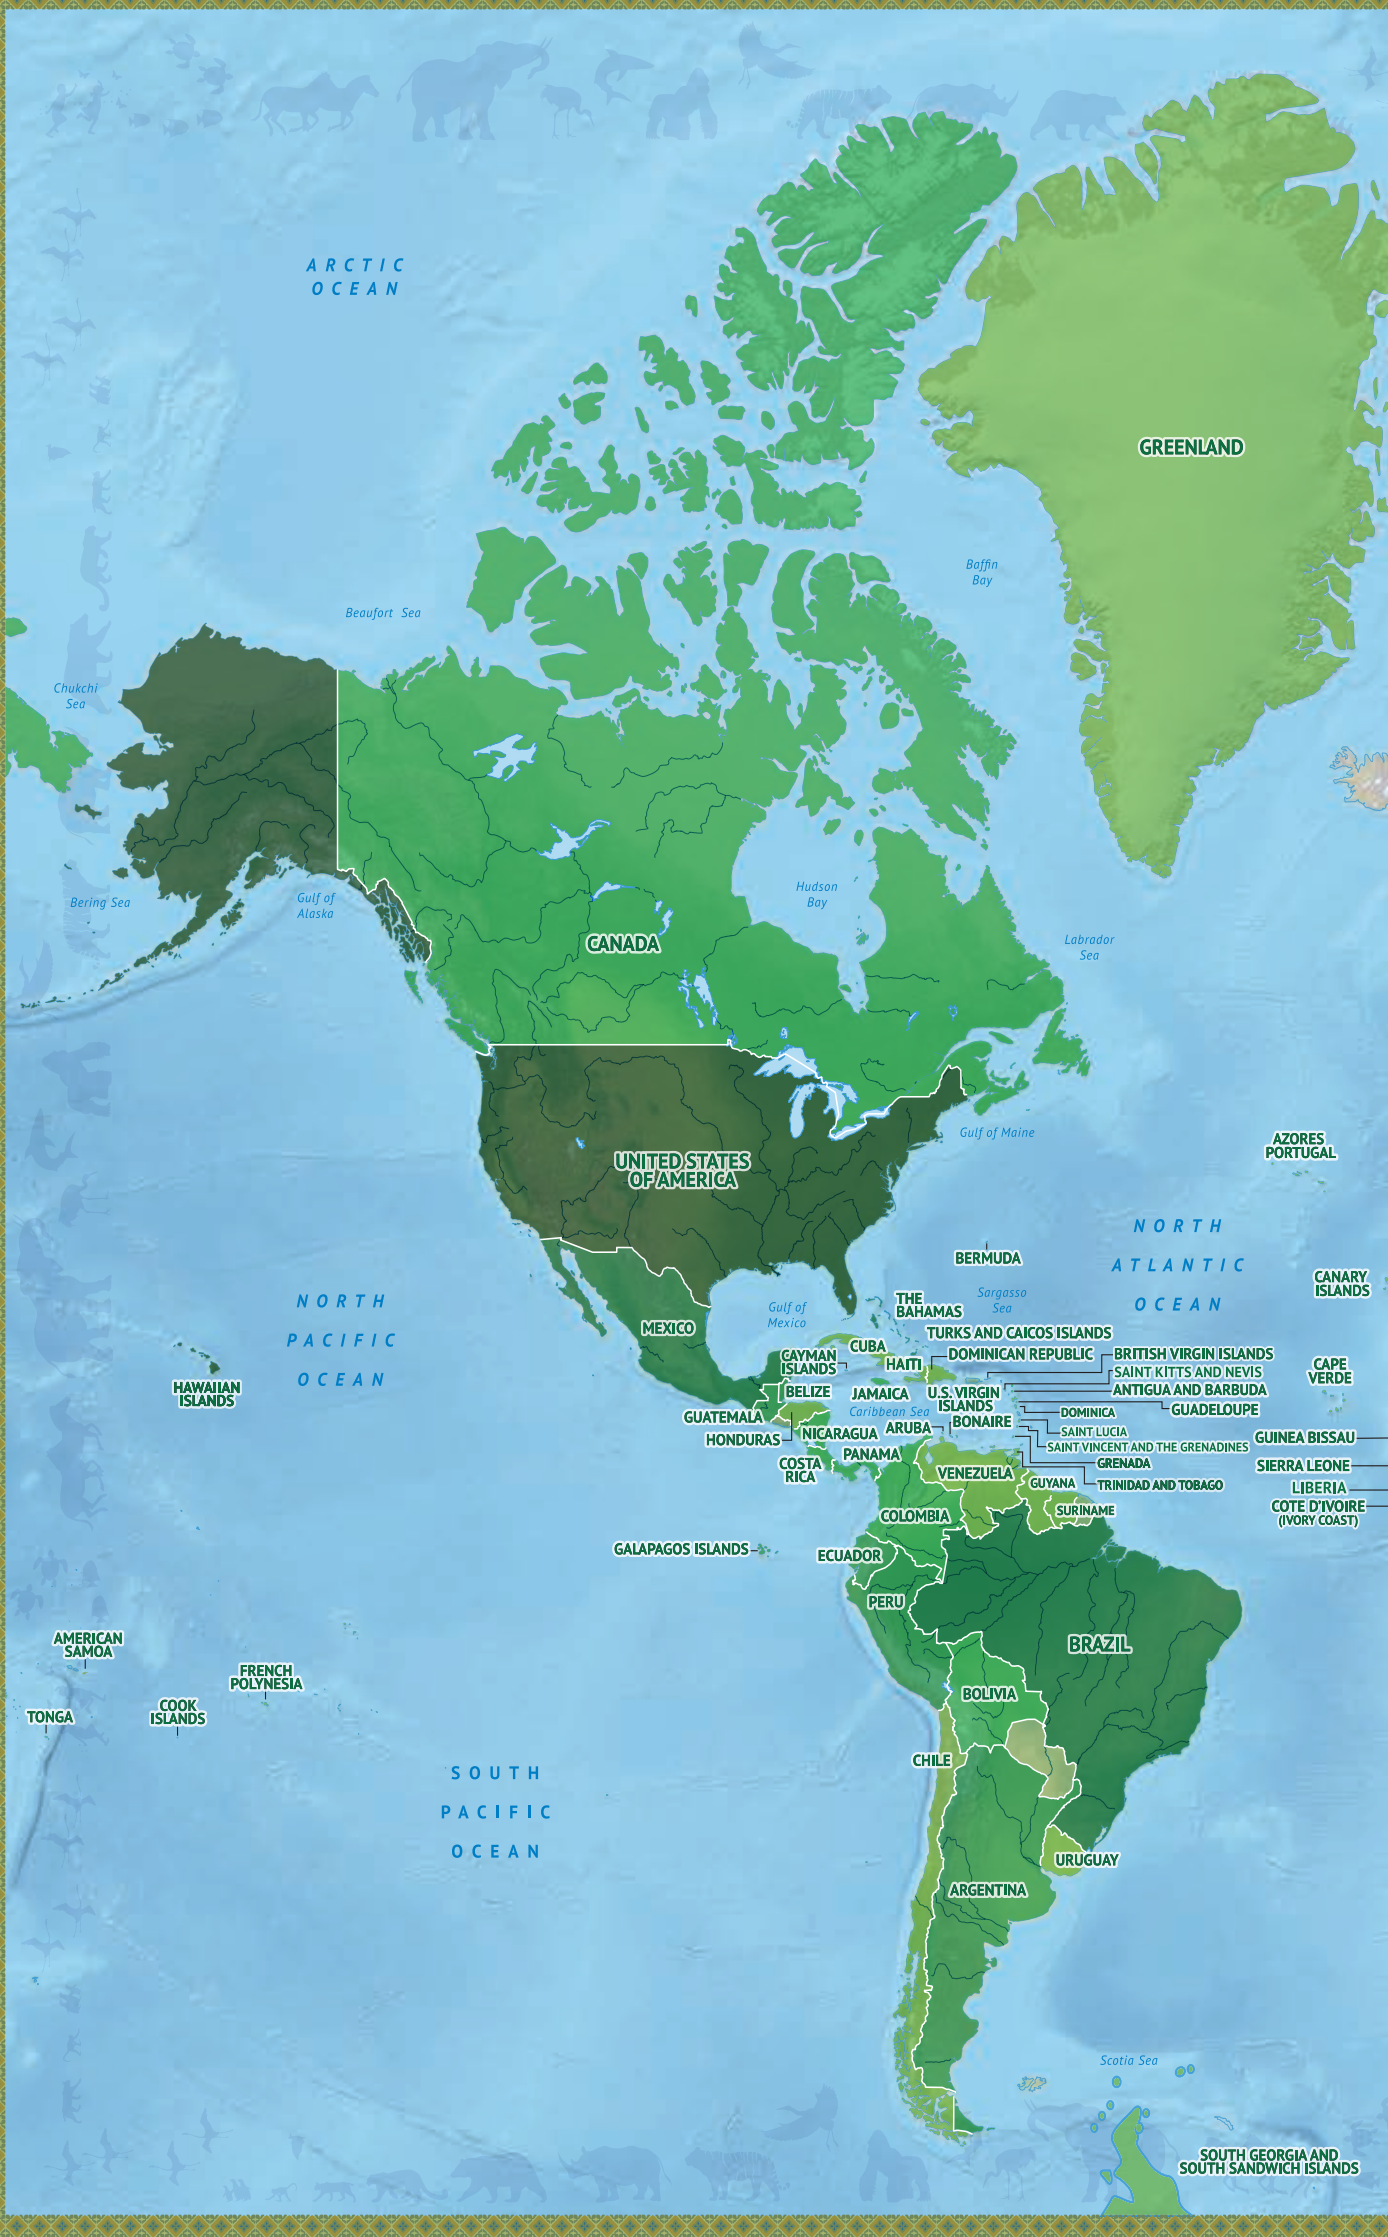 ARCTIC
OCEAN
GREENLAND
Baffin
Bay
Beaufort Sea
Chukchi
Sea
Bering Sea
Gulf of
Alaska
Hudson
Bay
CANADA
Labrador
Sea
Gulf of Maine
UNITED STATES
OF AMERICA
AZORES
PORTUGAL
NORTH
ATLANTIC
OCEAN
BERMUDA
Sargasso
Sea
CANARY
ISLANDS
THE
BAHAMAS
Gulf of
Mexico
NORTH
PACIFIC
OCEAN
MEXICO
TURKS AND CAICOS ISLANDS
CUBA
CAYMAN
ISLANDS
HAITI
DOMINICAN REPUBLIC
BRITISH VIRGIN ISLANDS
SAINT KITTS AND NEVIS
ANTIGUA AND BARBUDA
CAPE
VERDE
HAWAIIAN
ISLANDS
BELIZE
JAMAICA
U.S. VIRGIN
ISLANDS
GUADELOUPE
DOMINICA
Caribbean Sea
GUATEMALA
BONAIRE
ARUBA
SAINT LUCIA
HONDURAS
NICARAGUA
SAINT VINCENT AND THE GRENADINES
GUINEA BISSAU
PANAMA
GRENADA
COSTA
RICA
VENEZUELA
SIERRA LEONE
GUYANA
TRINIDAD AND TOBAGO
LIBERIA
COLOMBIA
SURINAME
COTE D'IVOIRE
(IVORY COAST)
GALAPAGOS ISLANDS
ECUADOR
PERU
BRAZIL
AMERICAN
SAMOA
FRENCH
POLYNESIA
BOLIVIA
TONGA
COOK
ISLANDS
CHILE
SOUTH
PACIFIC
OCEAN
URUGUAY
ARGENTINA
Scotia Sea
SOUTH GEORGIA AND
SOUTH SANDWICH ISLANDS